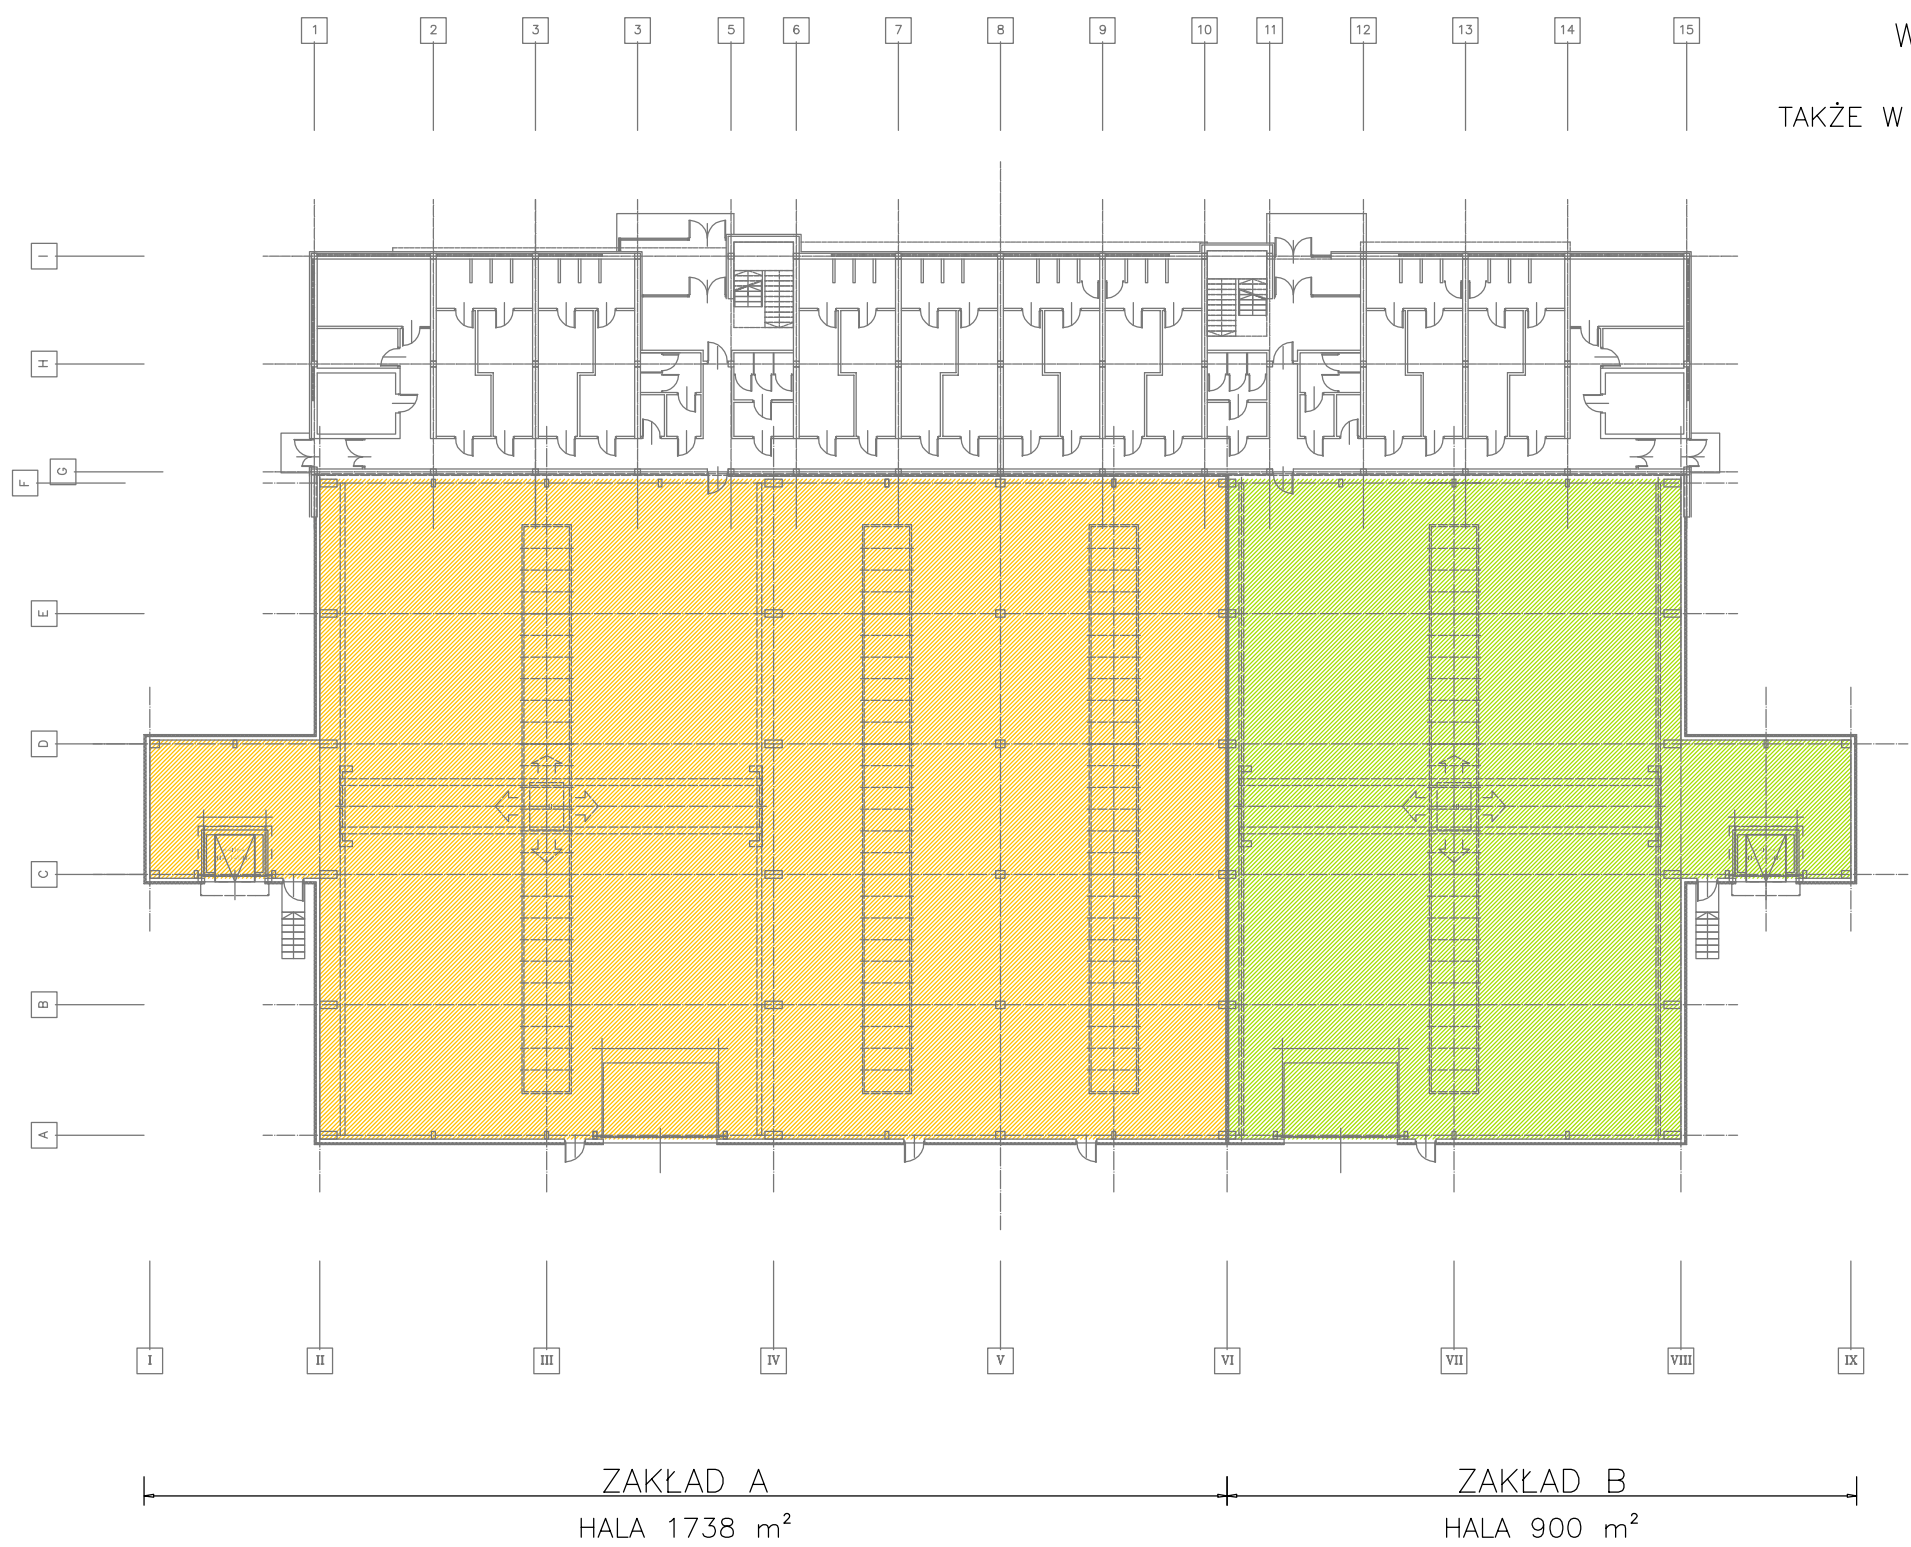 1 2 3 3 5 6 7 8 9 10 11 12 13 14 15
W
TAKŻE W
I
H
G
F
E
D
C
B
A
I II III IV V VI VII VIII IX
ZAKŁAD A ZAKŁAD B
HALA 1738 m² HALA 900 m²